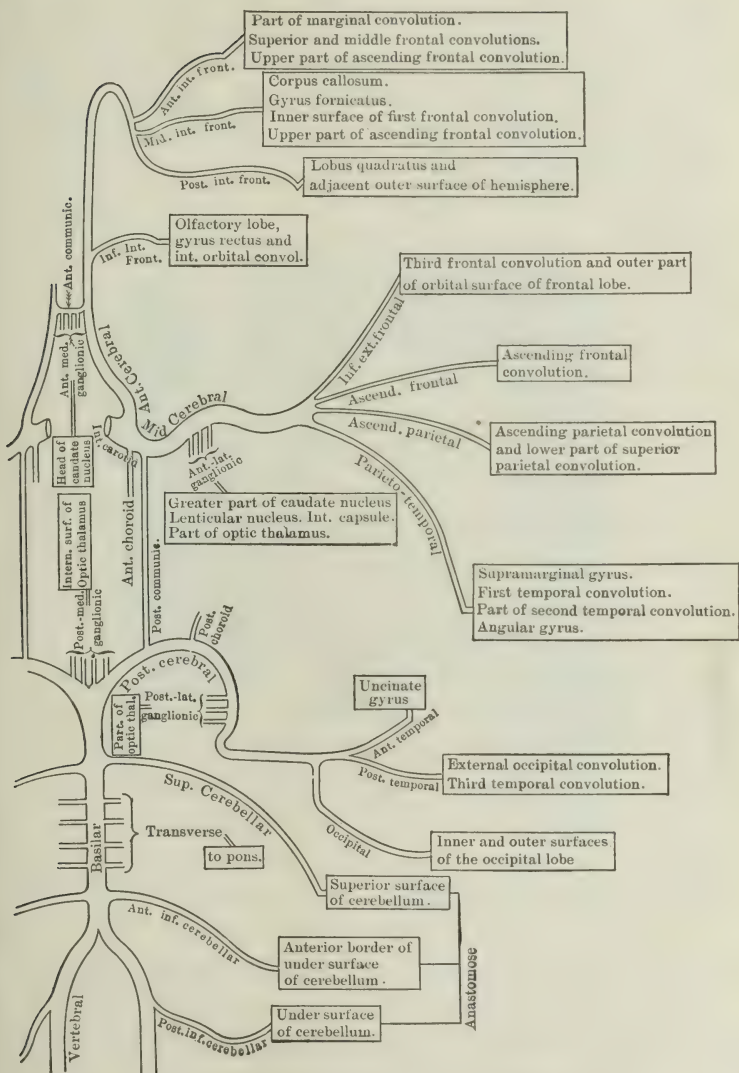 Part of marginal convolution.
Superior and middle frontal convolutions.
Upper part of ascending frontal convolution.
Ant. int. front.
Corpus callosum.
Gyrus fornicatus.
Inner surface of first frontal convolution.
Upper part of ascending frontal convolution.
Mid. int. front.
Lobus quadratus and
adjacent outer surface of hemisphere.
Post. int. front.
Ant. communic.
Olfactory lobe,
gyrus rectus and
int. orbital convol.
Inf. Int.
Front.
Third frontal convolution and outer part
of orbital surface of frontal lobe.
Inf. ext. frontal
Ant. Cerebral
Mid Cerebral
Ascending frontal
convolution.
Ascend. frontal
Ascend. parietal
Ascending parietal convolution
and lower part of superior
parietal convolution.
Parieto-temporal
Ant. med.
ganglionic
Int. carotid
Head of
caudate
nucleus
Ant.-lat.
ganglionic
Greater part of caudate nucleus
Lenticular nucleus. Int. capsule.
Part of optic thalamus.
Intern. surf. of
Optic thalamus
Ant. choroid
Post. communic.
Supramarginal gyrus.
First temporal convolution.
Part of second temporal convolution.
Angular gyrus.
Post.-med.
ganglionic
Post.
choroid
Post. cerebral
Part. of
optic thal.
Post.-lat.
ganglionic
Uncinate
gyrus
Ant. temporal
Post. temporal
External occipital convolution.
Third temporal convolution.
Sup. Cerebellar
Occipital
Inner and outer surfaces
of the occipital lobe
Basilar
Transverse
to pons.
Superior surface
of cerebellum.
Ant. inf. cerebellar
Anterior border of
under surface
of cerebellum.
Anastomose
Vertebral
Post. inf. cerebellar
Under surface
of cerebellum.